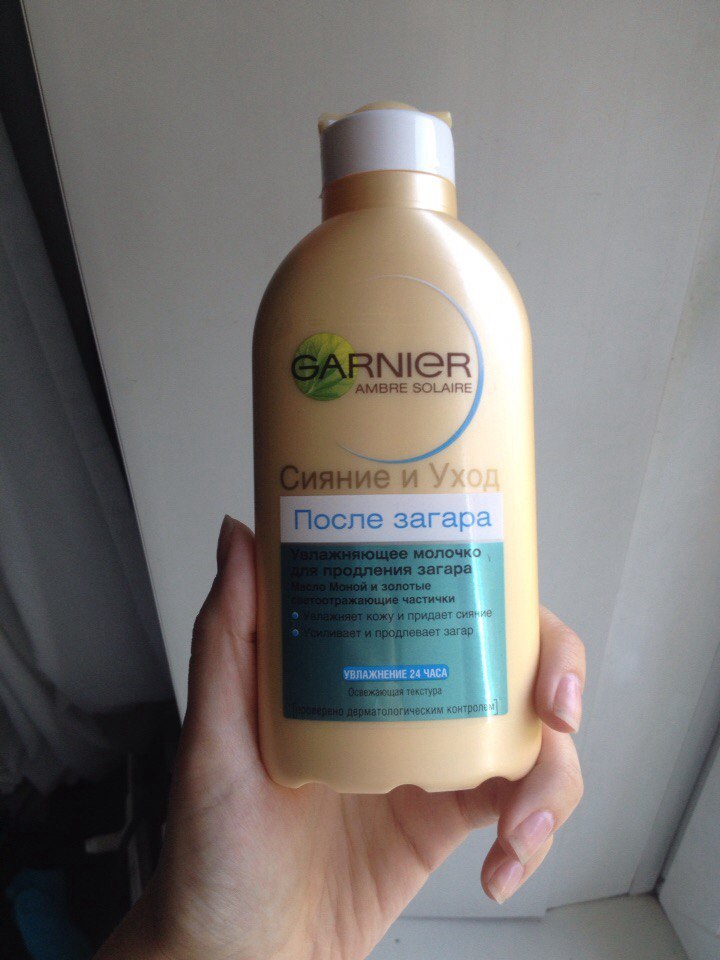 GARNIER
AMBRE SOLAIRE
Сияние и Уход
После загара
Увлажняющее молочко
для продления загара
Масло Моной и золотые
светоотражающие частички
Увлажняет кожу и придает сияние
Усиливает и продлевает загар
УВЛАЖНЕНИЕ 24 ЧАСА
Освежающая текстура
[проверено дерматологическим контролем]